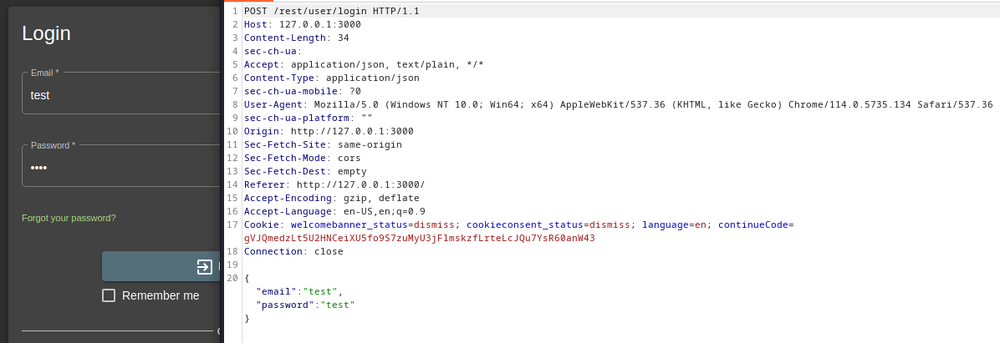 Login
Email *
test
Password *
••••
Forgot your password?
Remember me
1 POST /rest/user/login HTTP/1.1
2 Host: 127.0.0.1:3000
3 Content-Length: 34
4 sec-ch-ua:
5 Accept: application/json, text/plain, */*
6 Content-Type: application/json
7 sec-ch-ua-mobile: ?0
8 User-Agent: Mozilla/5.0 (Windows NT 10.0; Win64; x64) AppleWebKit/537.36 (KHTML, like Gecko) Chrome/114.0.5735.134 Safari/537.36
9 sec-ch-ua-platform: ""
10 Origin: http://127.0.0.1:3000
11 Sec-Fetch-Site: same-origin
12 Sec-Fetch-Mode: cors
13 Sec-Fetch-Dest: empty
14 Referer: http://127.0.0.1:3000/
15 Accept-Encoding: gzip, deflate
16 Accept-Language: en-US,en;q=0.9
17 Cookie: welcomebanner_status=dismiss; cookieconsent_status=dismiss; language=en; continueCode=
gVJQmedzLt5U2HNCeiXU5fo9S7zuMyU3jFlmskzfLrteLcJQu7YsR60anW43
18 Connection: close
19
20 {
"email":"test",
"password":"test"
}